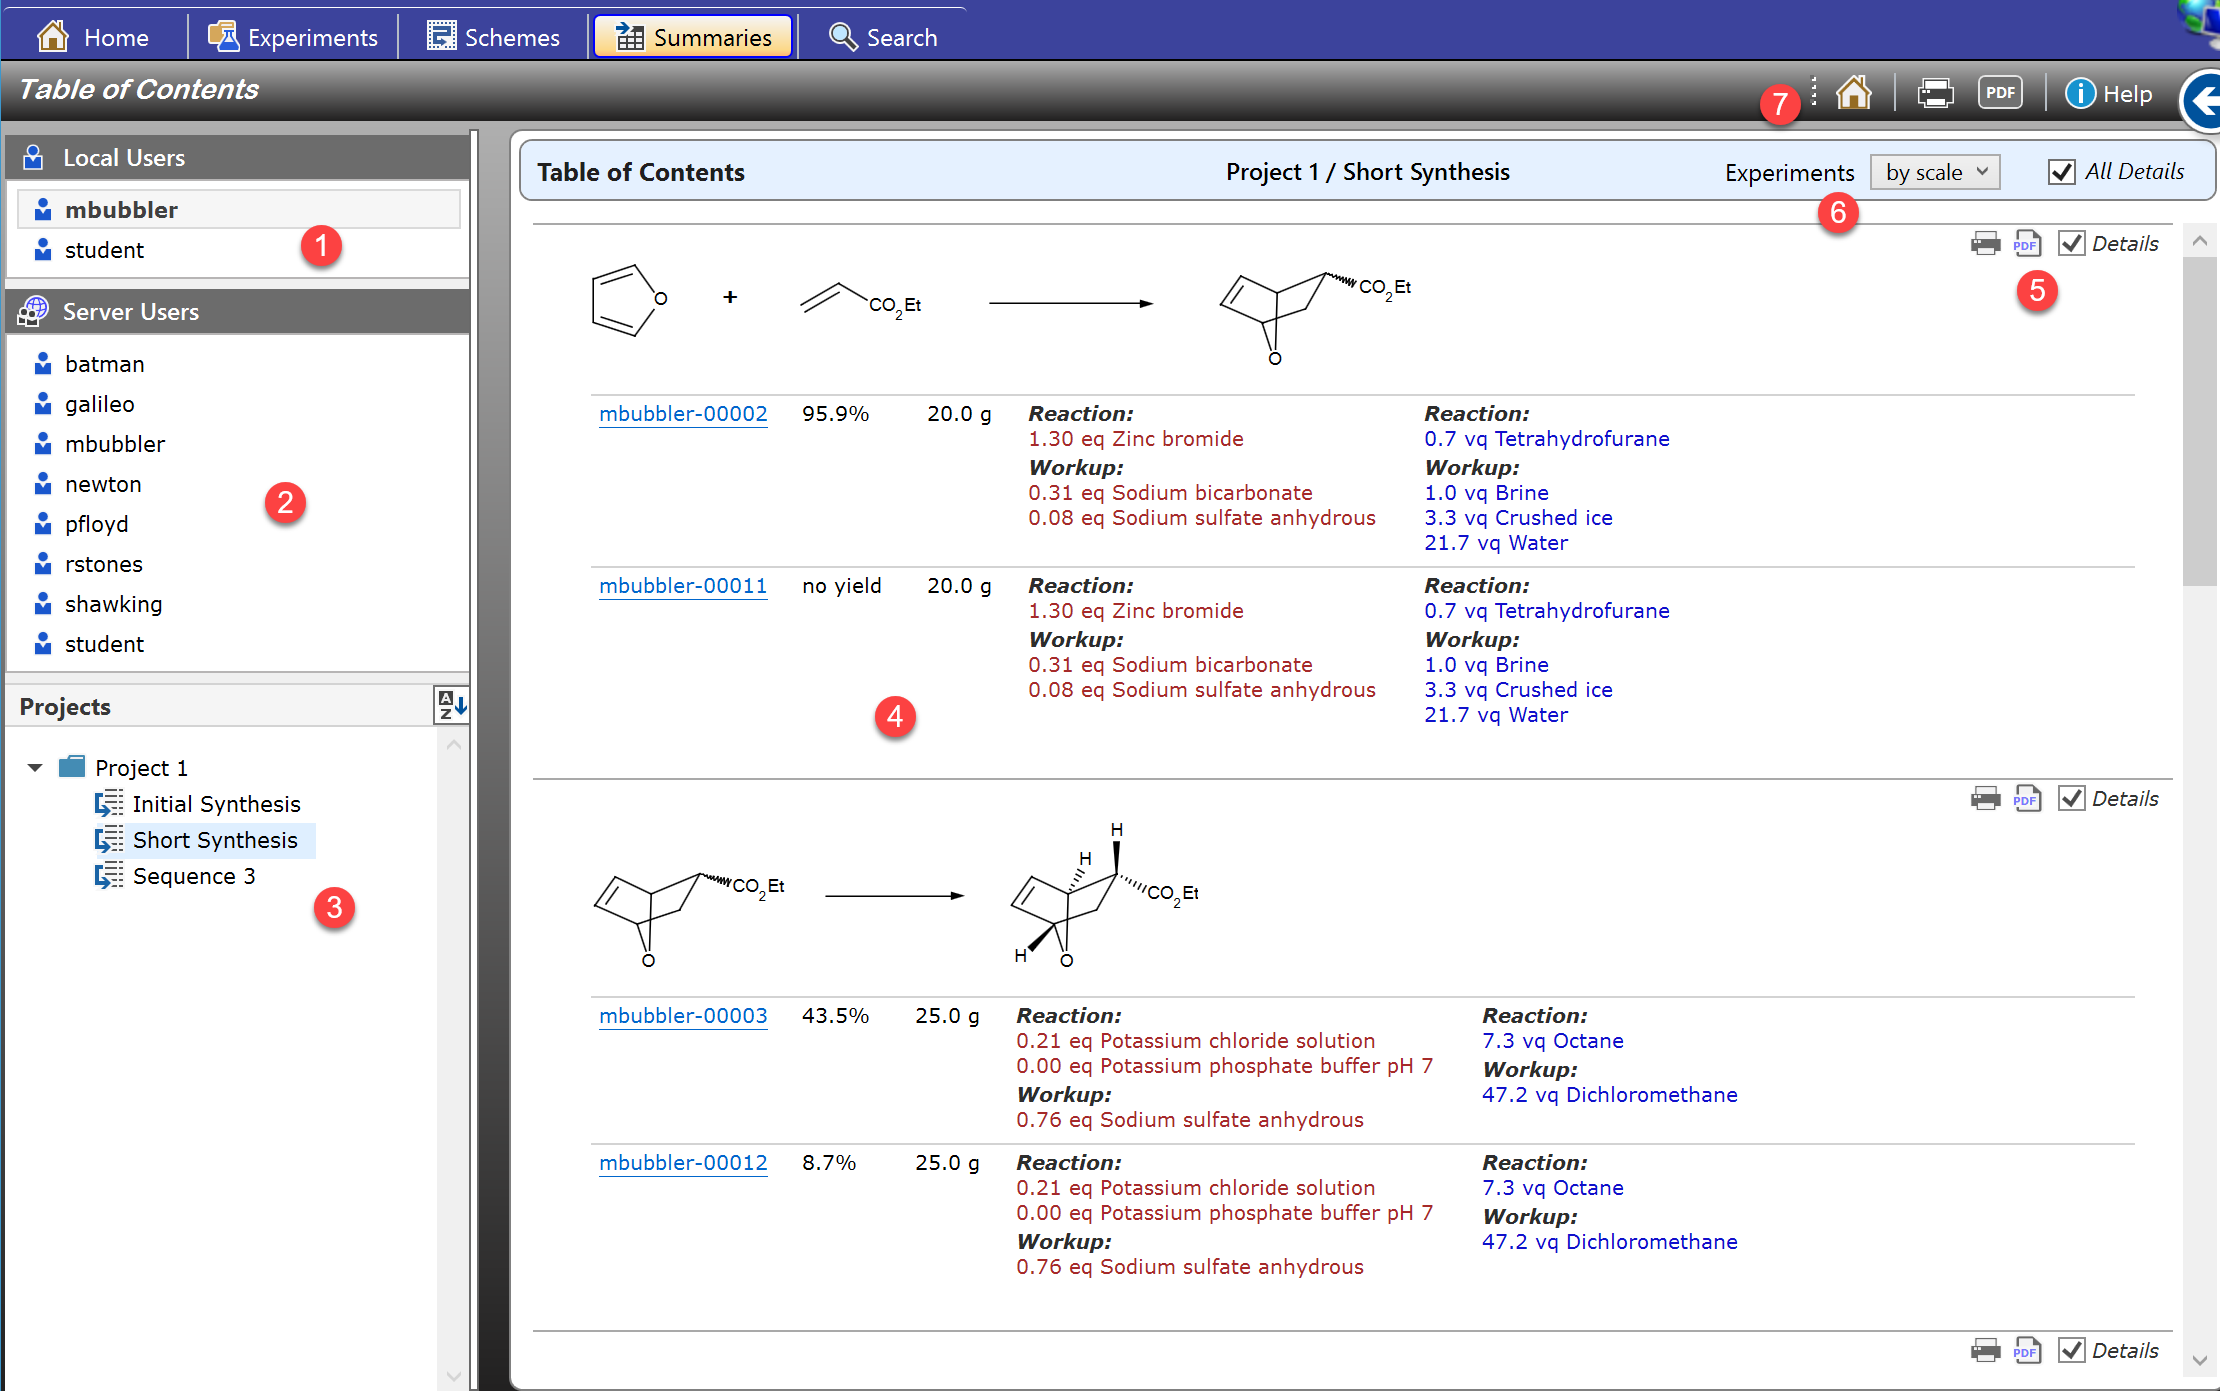 Home
Experiments
Schemes
Summaries
Search
Table of Contents
7
PDF
Help
Local Users
mbubbler
student
1
Server Users
batman
galileo
mbubbler
newton
pfloyd
rstones
shawking
student
2
Projects
A
Z
Project 1
Initial Synthesis
Short Synthesis
Sequence 3
3
Table of Contents
Project 1 / Short Synthesis
Experiments
by scale
All Details
6
PDF
Details
5
O
+
CO2Et
CO2Et
O
mbubbler-00002 95.9% 20.0 g
Reaction:
1.30 eq Zinc bromide
Workup:
0.31 eq Sodium bicarbonate
0.08 eq Sodium sulfate anhydrous
Reaction:
0.7 vq Tetrahydrofurane
Workup:
1.0 vq Brine
3.3 vq Crushed ice
21.7 vq Water
mbubbler-00011 no yield 20.0 g
Reaction:
1.30 eq Zinc bromide
Workup:
0.31 eq Sodium bicarbonate
0.08 eq Sodium sulfate anhydrous
Reaction:
0.7 vq Tetrahydrofurane
Workup:
1.0 vq Brine
3.3 vq Crushed ice
21.7 vq Water
4
PDF
Details
CO2Et
O
H
H
CO2Et
H
O
mbubbler-00003 43.5% 25.0 g
Reaction:
0.21 eq Potassium chloride solution
0.00 eq Potassium phosphate buffer pH 7
Workup:
0.76 eq Sodium sulfate anhydrous
Reaction:
7.3 vq Octane
Workup:
47.2 vq Dichloromethane
mbubbler-00012 8.7% 25.0 g
Reaction:
0.21 eq Potassium chloride solution
0.00 eq Potassium phosphate buffer pH 7
Workup:
0.76 eq Sodium sulfate anhydrous
Reaction:
7.3 vq Octane
Workup:
47.2 vq Dichloromethane
PDF
Details